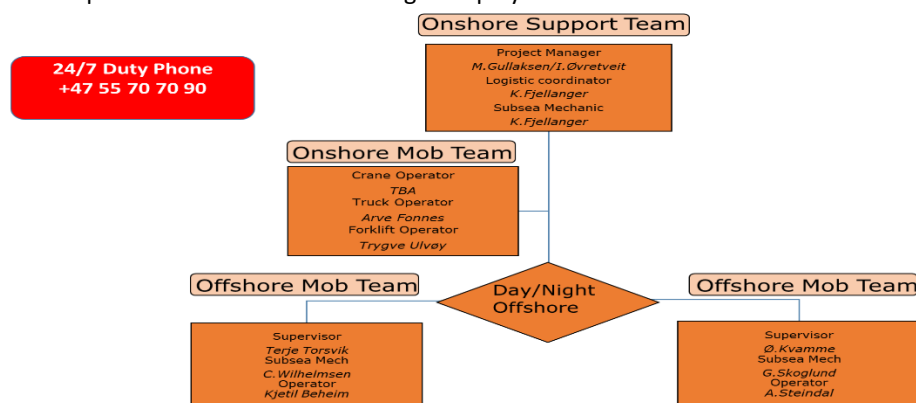 Onshore Support Team
Project Manager
M.Gullaksen/I.Øvretveit
Logistic coordinator
K.Fjellanger
Subsea Mechanic
K.Fjellanger
24/7 Duty Phone
+47 55 70 70 90
Onshore Mob Team
Crane Operator
TBA
Truck Operator
Arve Fonnes
Forklift Operator
Trygve Ulvøy
Day/Night
Offshore
Offshore Mob Team
Supervisor
Terje Torsvik
Subsea Mech
C.Wilhelmsen
Operator
Kjetil Beheim
Offshore Mob Team
Supervisor
Ø.Kvamme
Subsea Mech
G.Skoglund
Operator
A.Steindal